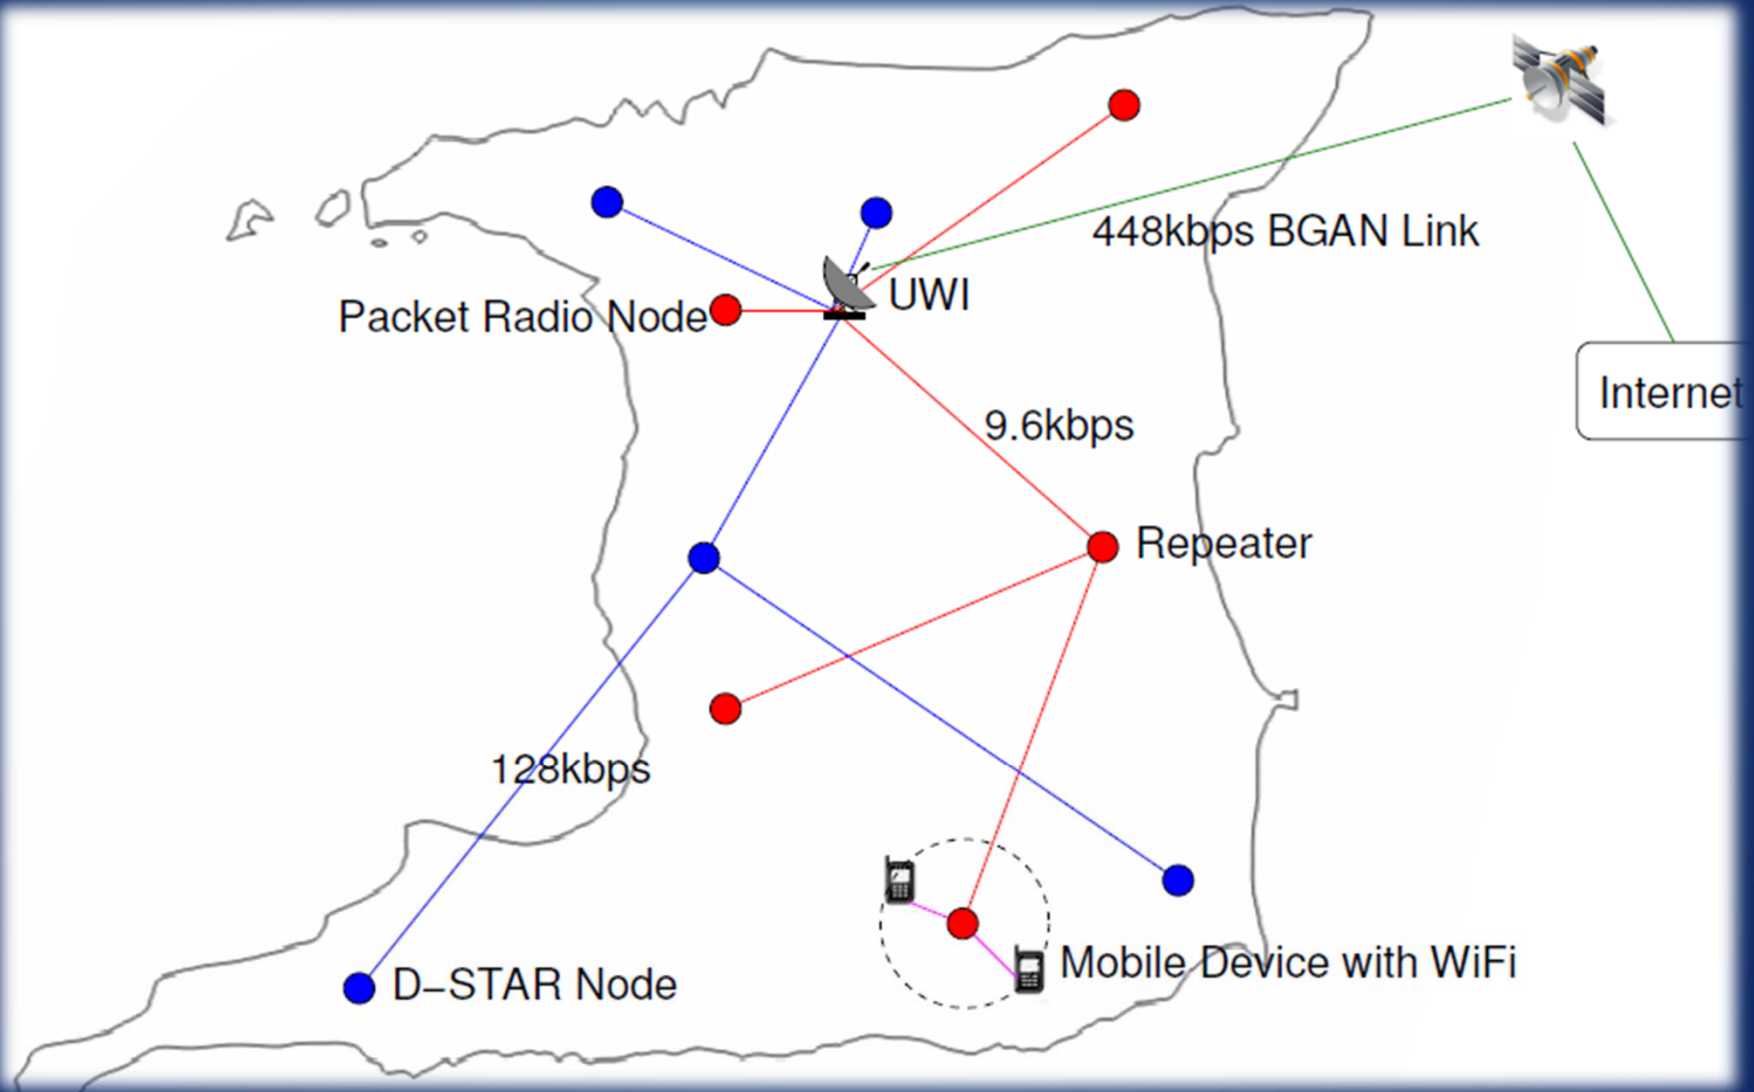 448kbps BGAN Link
UWI
Packet Radio Node
Internet
9.6kbps
Repeater
128kbps
Mobile Device with WiFi
D–STAR Node